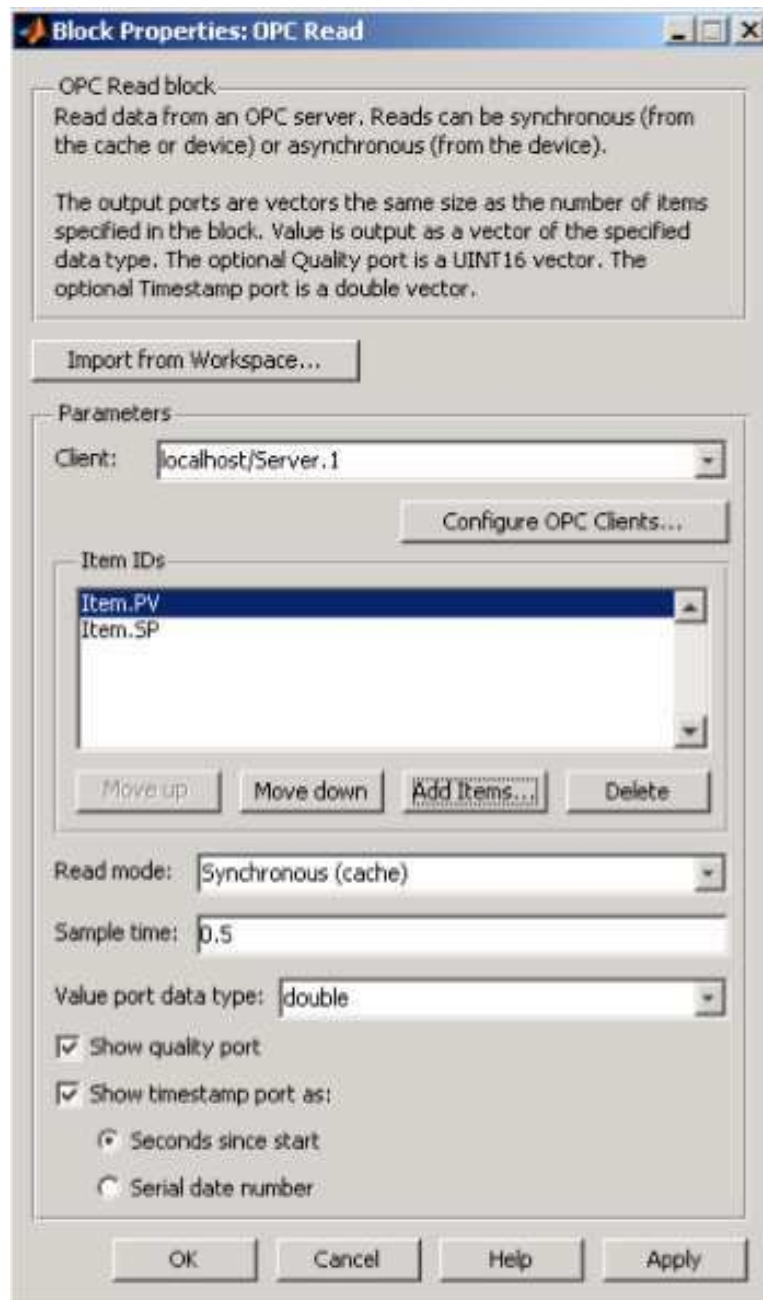 Block Properties: OPC Read
OPC Read block
Read data from an OPC server. Reads can be synchronous (from
the cache or device) or asynchronous (from the device).
The output ports are vectors the same size as the number of items
specified in the block. Value is output as a vector of the specified
data type. The optional Quality port is a UINT16 vector. The
optional Timestamp port is a double vector.
Import from Workspace...
Parameters
Client: localhost/Server.1
Configure OPC Clients...
Item IDs
Item.PV
Item.SP
Move up Move down Add Items... Delete
Read mode: Synchronous (cache)
Sample time: 0.5
Value port data type: double
Show quality port
Show timestamp port as:
Seconds since start
Serial date number
OK Cancel Help Apply